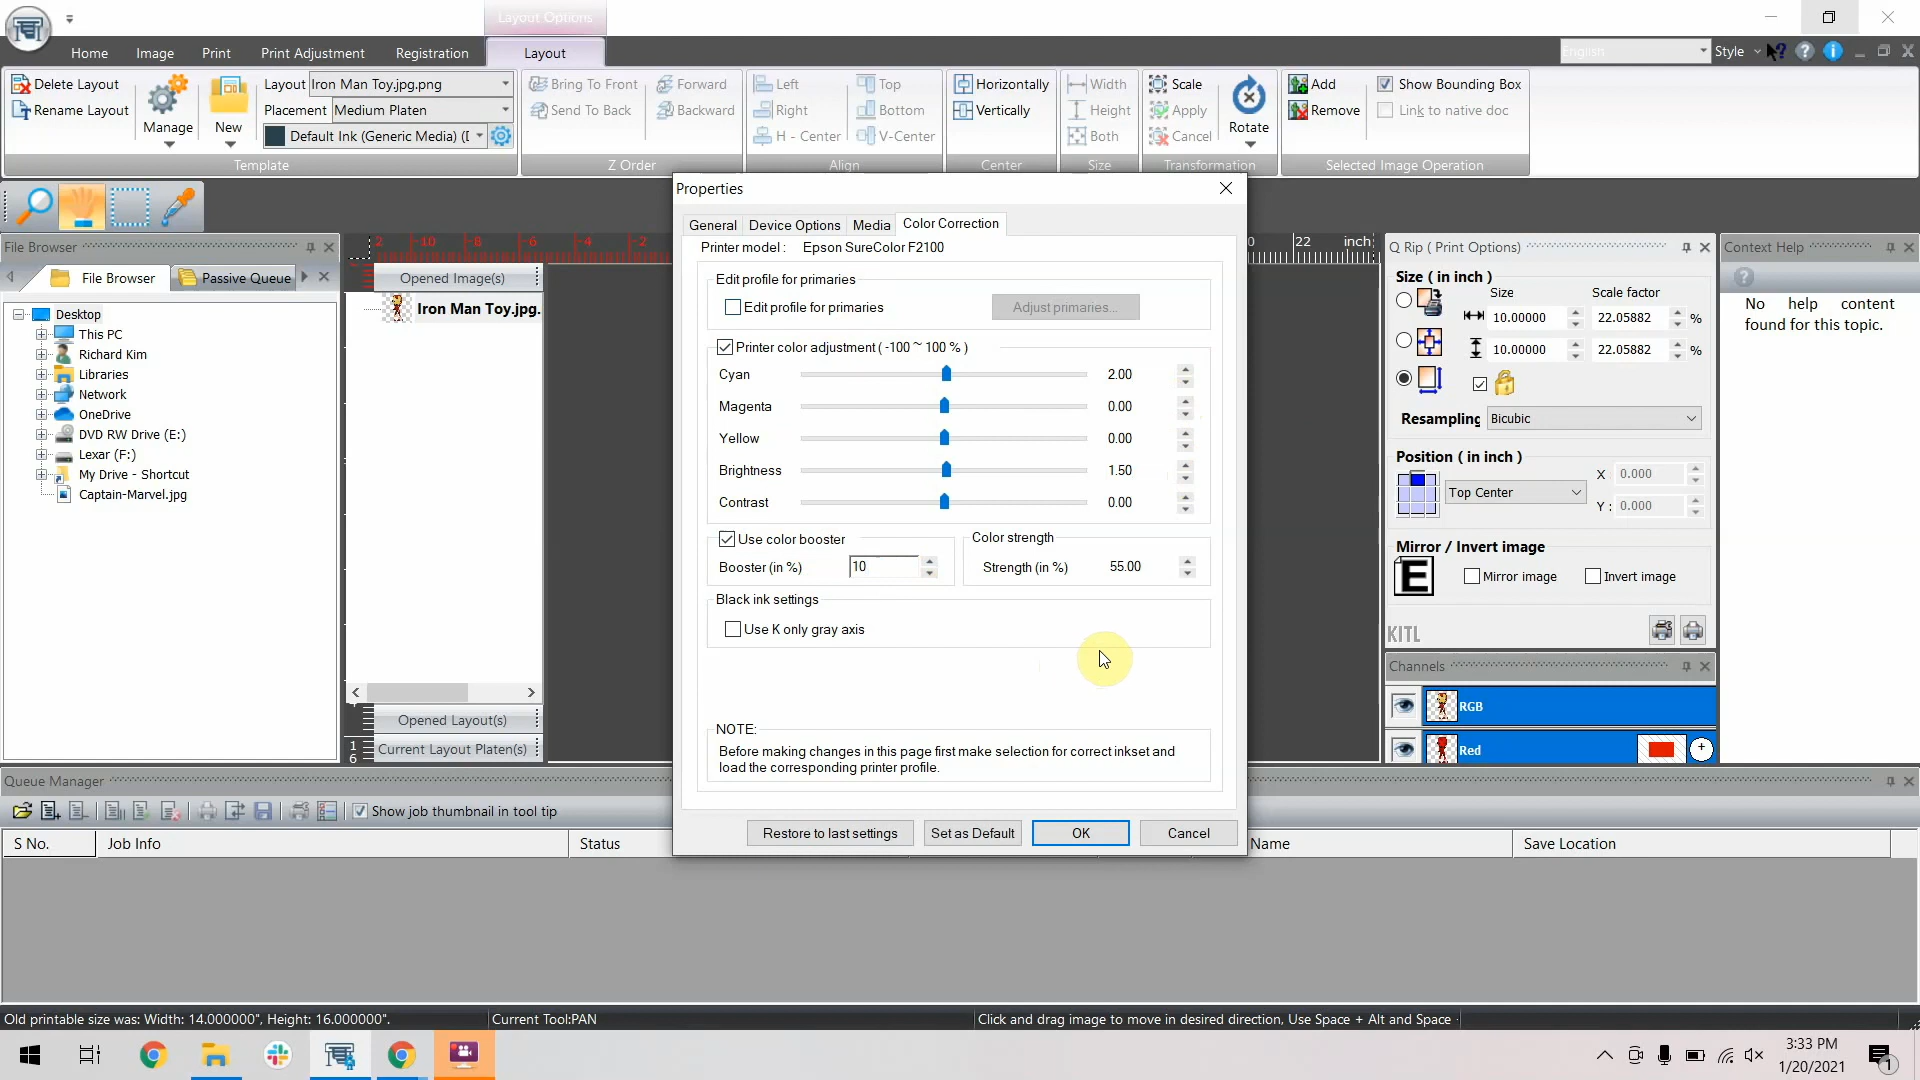 Layout Options
Home Image Print Print Adjustment Registration Layout
English Style
Delete Layout
Rename Layout
Manage
New
Layout Iron Man Toy.jpg.png
Placement Medium Platen
Default Ink (Generic Media) (I
Template
Bring To Front
Send To Back
Forward
Backward
Z Order
Left
Right
H - Center
Top
Bottom
V-Center
Align
Horizontally
Vertically
Center
Width
Height
Both
Size
Scale
Apply
Cancel
Rotate
Transformation
Add
Remove
Show Bounding Box
Link to native doc
Selected Image Operation
File Browser
File Browser
Passive Queue
Desktop
This PC
Richard Kim
Libraries
Network
OneDrive
DVD RW Drive (E:)
Lexar (F:)
My Drive - Shortcut
Captain-Marvel.jpg
2 -10 -8 -6 -4 -2
Opened Image(s)
Iron Man Toy.jpg.
Opened Layout(s)
Current Layout Platen(s)
1
6
0 22 inch
Properties
General Device Options Media Color Correction
Printer model : Epson SureColor F2100
Edit profile for primaries
Edit profile for primaries
Adjust primaries...
Printer color adjustment ( -100 ~ 100 % )
Cyan 2.00
Magenta 0.00
Yellow 0.00
Brightness 1.50
Contrast 0.00
Use color booster
Booster (in %) 10
Color strength
Strength (in %) 55.00
Black ink settings
Use K only gray axis
NOTE:
Before making changes in this page first make selection for correct inkset and
load the corresponding printer profile.
Restore to last settings
Set as Default
OK
Cancel
Q Rip ( Print Options)
Size ( in inch )
Size Scale factor
10.00000 22.05882 %
10.00000 22.05882 %
Resampling Bicubic
Position ( in inch )
Top Center
X 0.000
Y : 0.000
Mirror / Invert image
E
Mirror image
Invert image
KITL
Channels
RGB
Red
Context Help
No help content
found for this topic.
Queue Manager
Show job thumbnail in tool tip
S No. Job Info Status Name Save Location
Old printable size was: Width: 14.000000", Height: 16.000000".
Current Tool:PAN
Click and drag image to move in desired direction, Use Space + Alt and Space
3:33 PM
1/20/2021
1